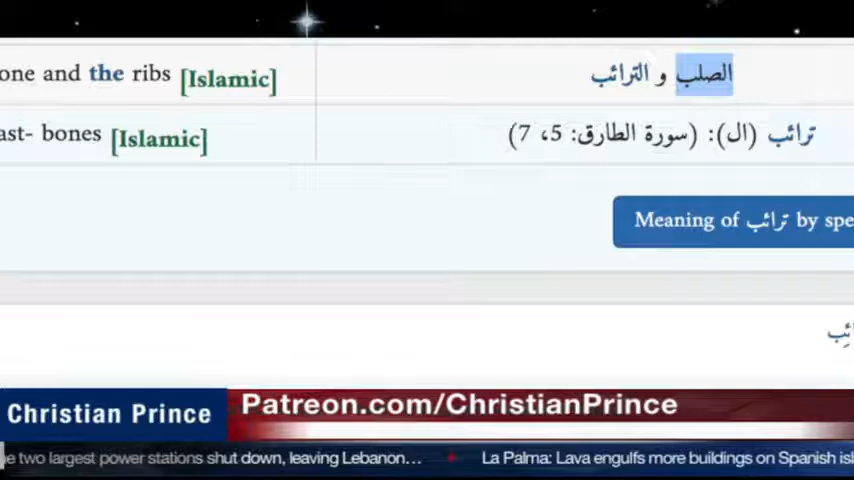 one and the ribs [Islamic]
الصلب و الترائب
ast- bones [Islamic]
ترائب (ال): (سورة الطارق: 5، 7)
Meaning of ترائب by spe
ائِب
Christian Prince
Patreon.com/ChristianPrince
e two largest power stations shut down, leaving Lebanon... La Palma: Lava engulfs more buildings on Spanish isl